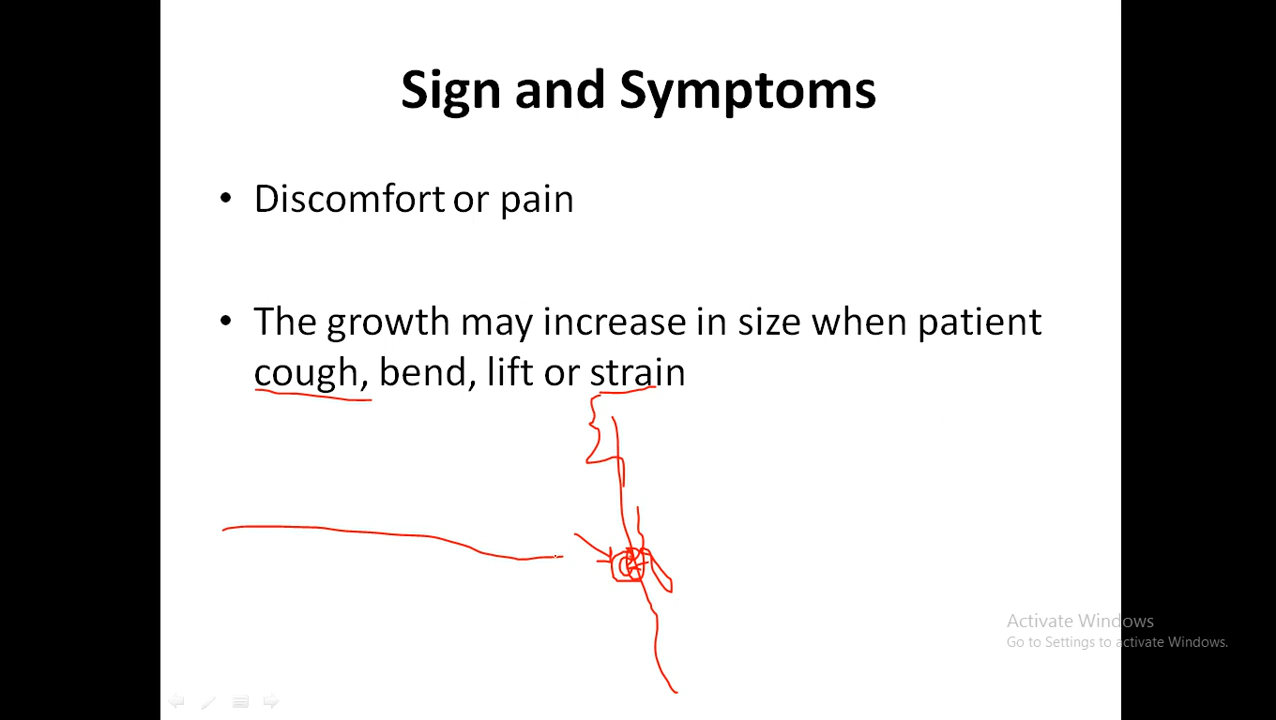 Sign and Symptoms
• Discomfort or pain
• The growth may increase in size when patient
cough, bend, lift or strain
Activate Windows
Go to Settings to activate Windows.